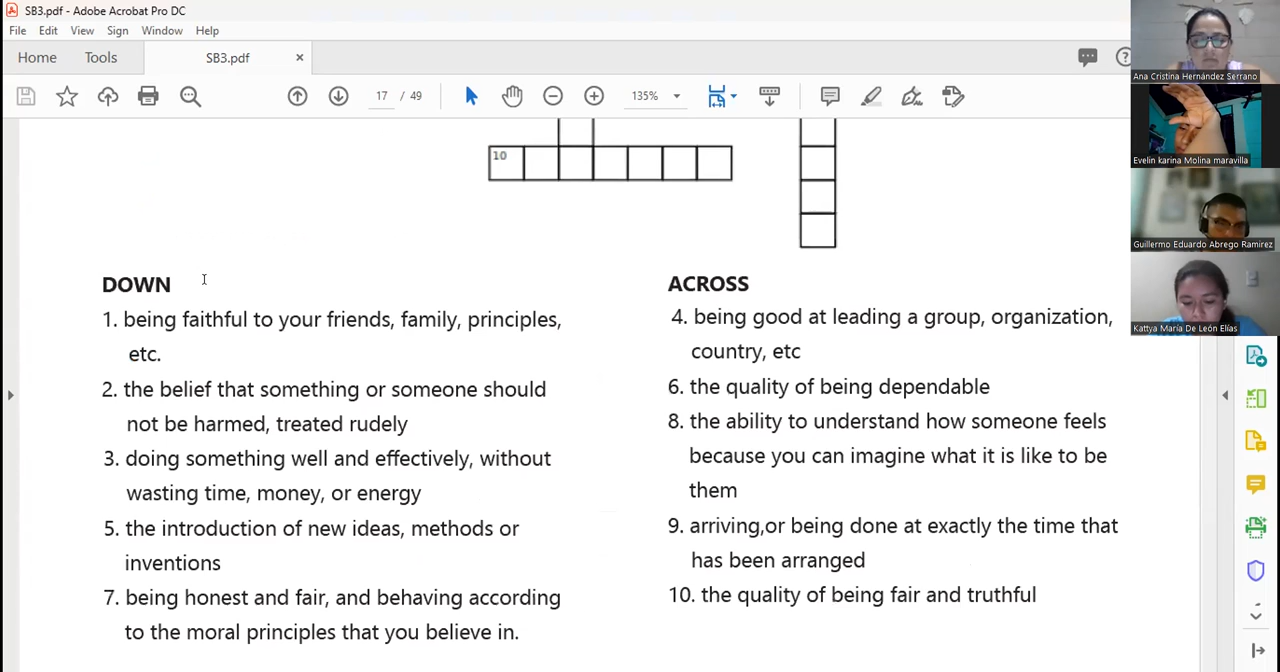 SB3.pdf - Adobe Acrobat Pro DC
File Edit View Sign Window Help
Home Tools SB3.pdf
17 / 49 135%
10
DOWN
1. being faithful to your friends, family, principles,
etc.
2. the belief that something or someone should
not be harmed, treated rudely
3. doing something well and effectively, without
wasting time, money, or energy
5. the introduction of new ideas, methods or
inventions
7. being honest and fair, and behaving according
to the moral principles that you believe in.
ACROSS
4. being good at leading a group, organization,
country, etc
6. the quality of being dependable
8. the ability to understand how someone feels
because you can imagine what it is like to be
them
9. arriving,or being done at exactly the time that
has been arranged
10. the quality of being fair and truthful
Ana Cristina Hernández Serrano
Evelin karina Molina maravilla
Guillermo Eduardo Abrego Ramirez
Kattya María De León Elías